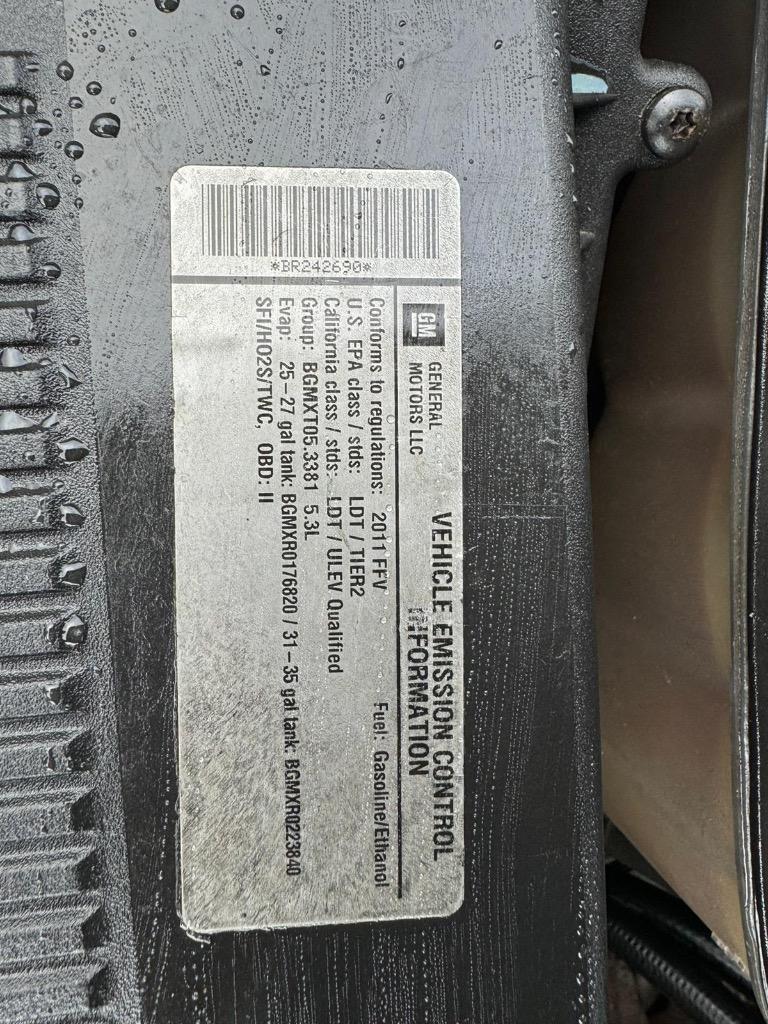 *BR242690*
GM
GENERAL
MOTORS LLC
VEHICLE EMISSION CONTROL
INFORMATION
Conforms to regulations: 2011 FFV Fuel: Gasoline/Ethanol
U.S. EPA class / stds: LDT / TIER2
California class / stds: LDT / ULEV Qualified
Group: BGMXT05.3381 5.3L
Evap: 25-27 gal tank: BGMXR0176820 / 31-35 gal tank: BGMXR0223840
SFI/HO2S/TWC, OBD: II